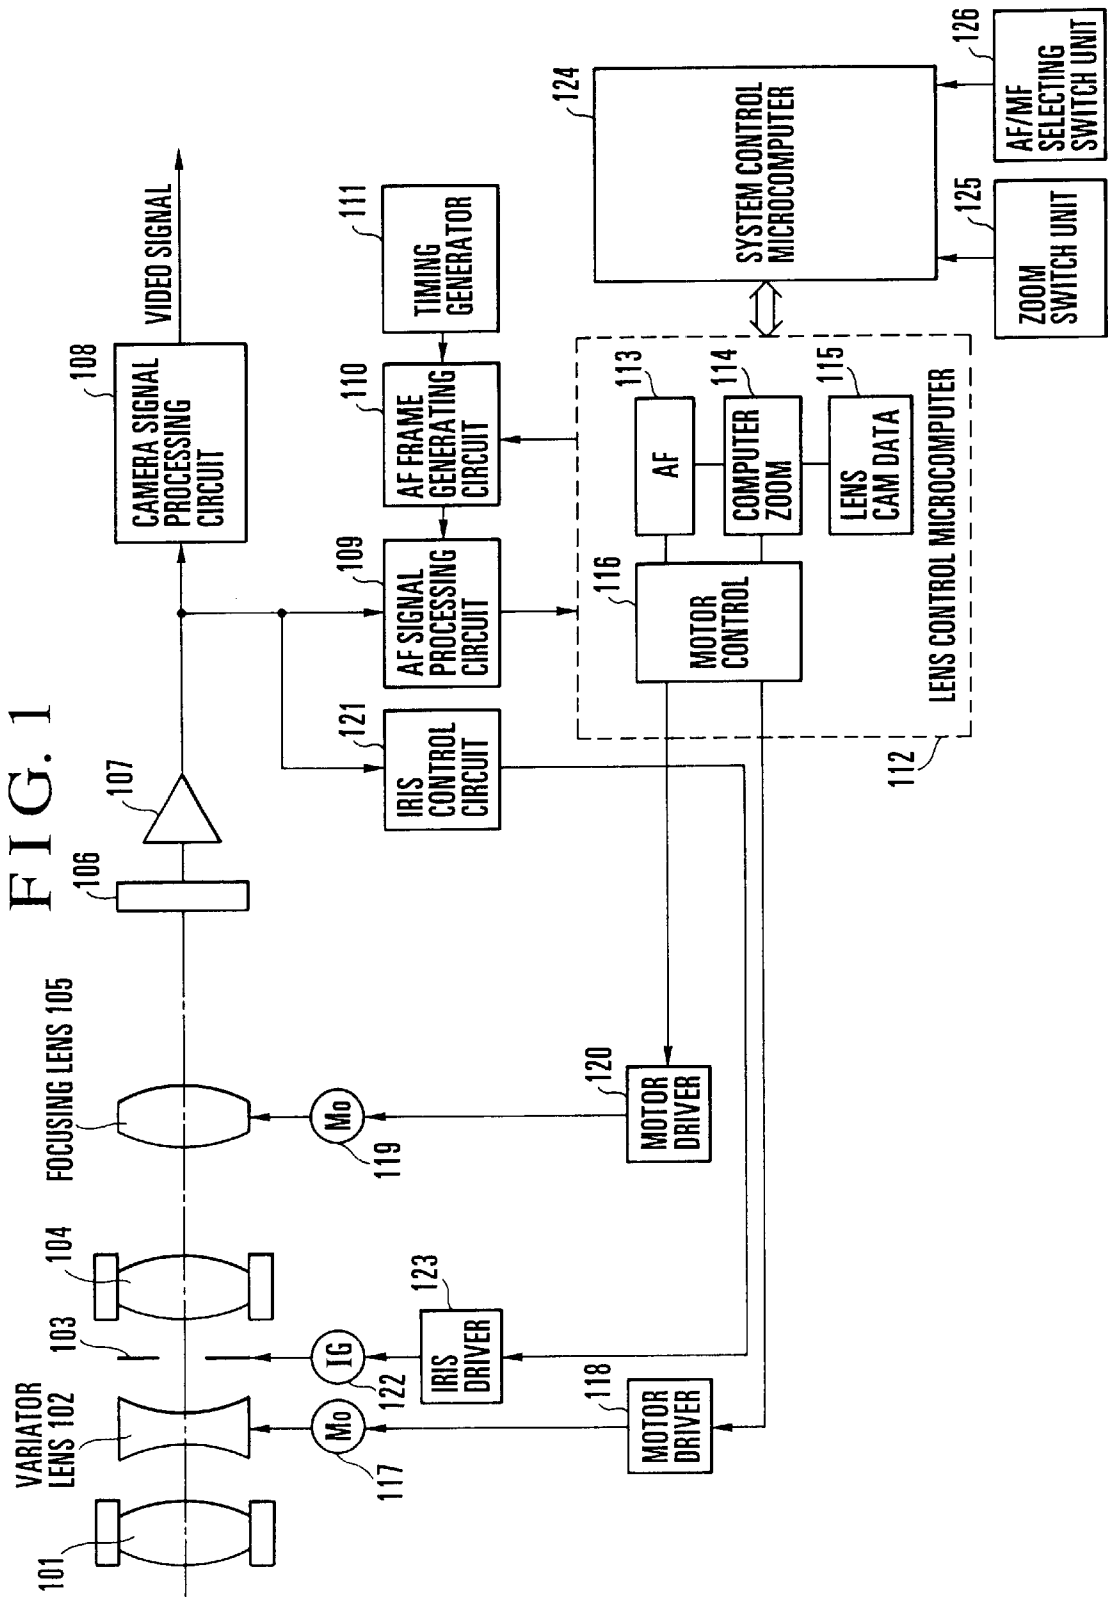 FIG. 1
101
VARIATOR
LENS 102
103
104
FOCUSING LENS 105
106
107
108
CAMERA SIGNAL
PROCESSING
CIRCUIT
VIDEO SIGNAL
Mo
117
IG
122
123
IRIS
DRIVER
Mo
119
121
IRIS
CONTROL
CIRCUIT
109
AF SIGNAL
PROCESSING
CIRCUIT
110
AF FRAME
GENERATING
CIRCUIT
111
TIMING
GENERATOR
118
MOTOR
DRIVER
120
MOTOR
DRIVER
116
MOTOR
CONTROL
113
AF
114
COMPUTER
ZOOM
115
LENS
CAM DATA
112
LENS CONTROL MICROCOMPUTER
124
SYSTEM CONTROL
MICROCOMPUTER
125
ZOOM
SWITCH UNIT
126
AF/MF
SELECTING
SWITCH UNIT